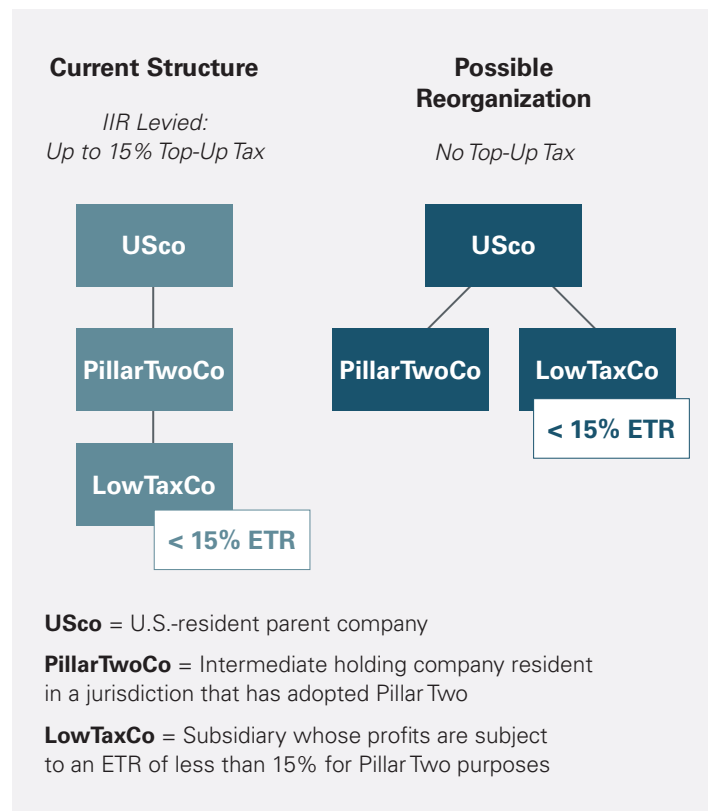 Current Structure
IIR Levied:
Up to 15% Top-Up Tax
USco
PillarTwoCo
LowTaxCo
< 15% ETR
Possible
Reorganization
No Top-Up Tax
USco
PillarTwoCo
LowTaxCo
< 15% ETR
USco = U.S.-resident parent company
PillarTwoCo = Intermediate holding company resident
in a jurisdiction that has adopted Pillar Two
LowTaxCo = Subsidiary whose profits are subject
to an ETR of less than 15% for Pillar Two purposes